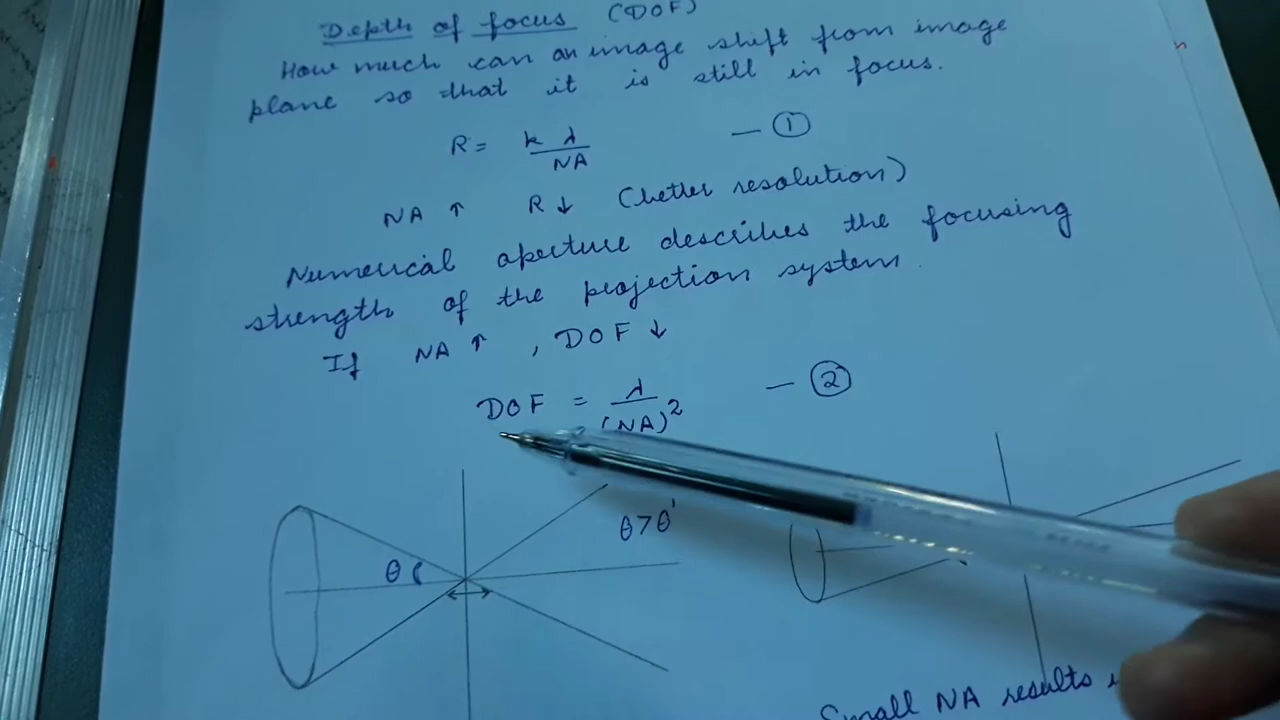 Depth of focus (DOF)
How much can an image shift from image
plane so that it is still in focus.
R = kλ/NA — ①
NA ↑ R ↓ (better resolution)
Numerical aperture describes the focusing
strength of the projection system.
If NA ↑ , DOF ↓
DOF = λ/(NA)² — ②
θ > θ'
θ
Small NA results